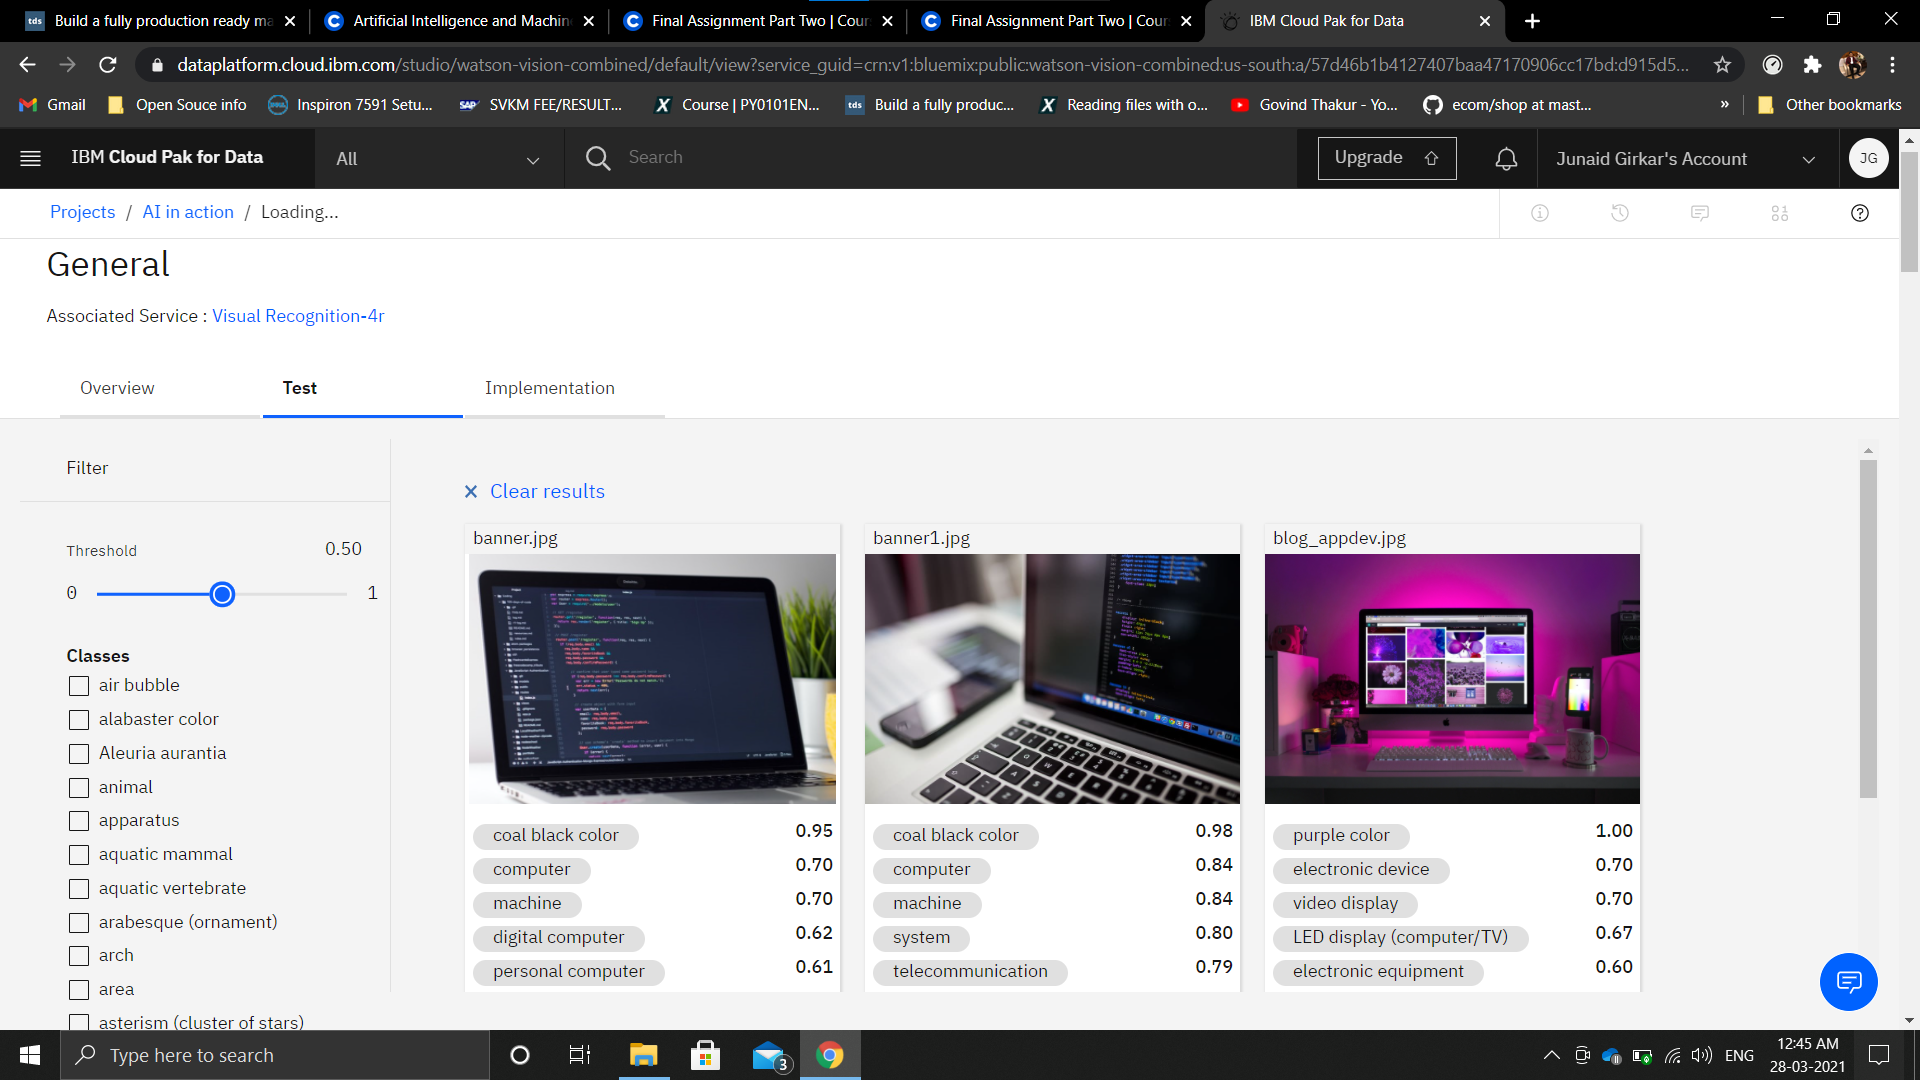 tds Build a fully production ready ma
Artificial Intelligence and Machin
Final Assignment Part Two | Cour
Final Assignment Part Two | Cour
IBM Cloud Pak for Data
dataplatform.cloud.ibm.com/studio/watson-vision-combined/default/view?service_guid=crn:v1:bluemix:public:watson-vision-combined:us-south:a/57d46b1b4127407baa47170906cc17bd:d915d5...
Gmail
Open Souce info
Inspiron 7591 Setu...
SAP SVKM FEE/RESULT...
X Course | PY0101EN...
tds Build a fully produc...
X Reading files with o...
Govind Thakur - Yo...
ecom/shop at mast...
»
Other bookmarks
IBM Cloud Pak for Data
All
Search
Upgrade
Junaid Girkar's Account
JG
Projects / AI in action / Loading...
General
Associated Service : Visual Recognition-4r
Overview
Test
Implementation
Filter
Threshold 0.50
0 1
Classes
air bubble
alabaster color
Aleuria aurantia
animal
apparatus
aquatic mammal
aquatic vertebrate
arabesque (ornament)
arch
area
asterism (cluster of stars)
Clear results
banner.jpg
coal black color 0.95
computer 0.70
machine 0.70
digital computer 0.62
personal computer 0.61
banner1.jpg
coal black color 0.98
computer 0.84
machine 0.84
system 0.80
telecommunication 0.79
blog_appdev.jpg
purple color 1.00
electronic device 0.70
video display 0.70
LED display (computer/TV) 0.67
electronic equipment 0.60
Type here to search
3
ENG
12:45 AM
28-03-2021